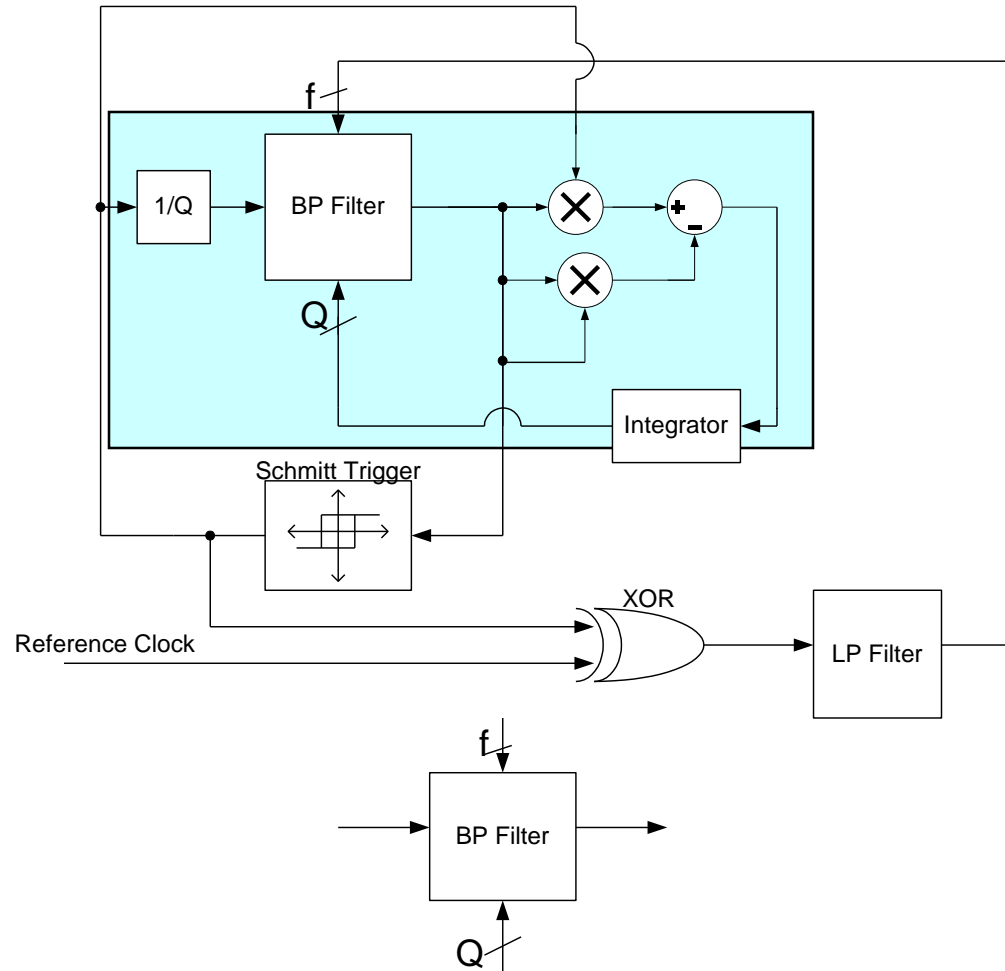 f
1/Q
BP Filter
Q
Integrator
Schmitt Trigger
XOR
Reference Clock
LP Filter
f
BP Filter
Q